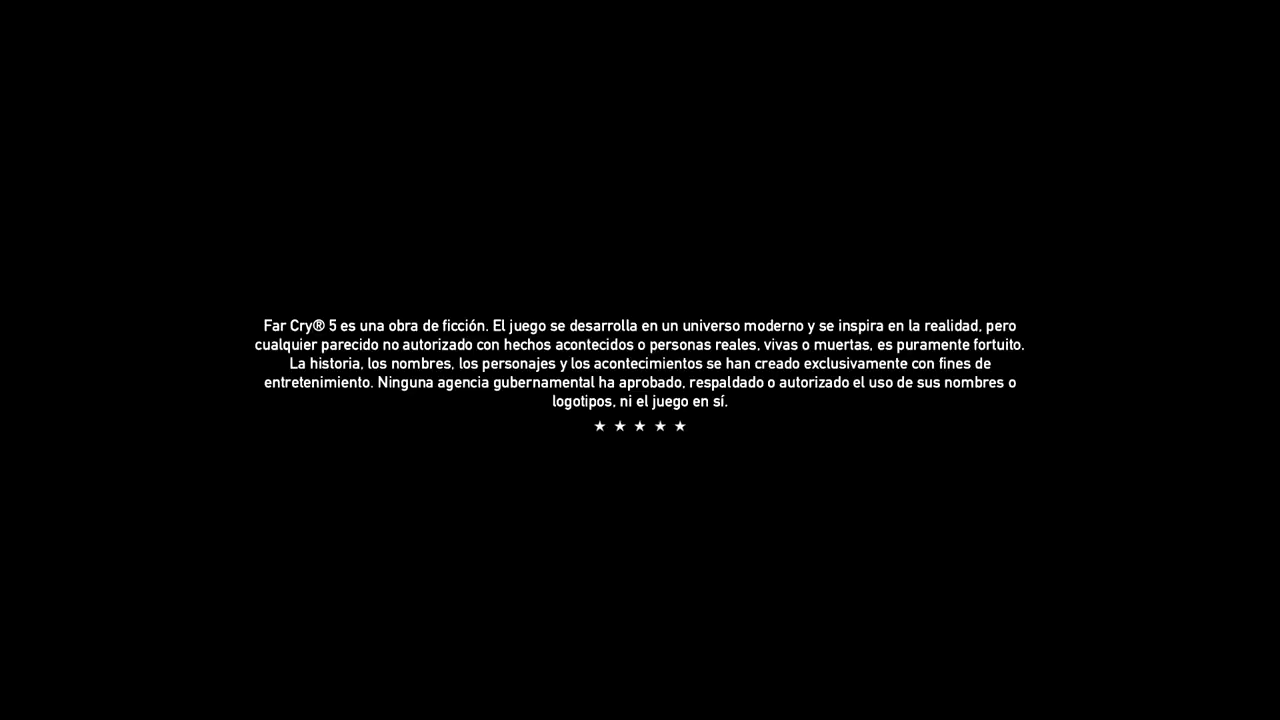 Far Cry® 5 es una obra de ficción. El juego se desarrolla en un universo moderno y se inspira en la realidad, pero
cualquier parecido no autorizado con hechos acontecidos o personas reales, vivas o muertas, es puramente fortuito.
La historia, los nombres, los personajes y los acontecimientos se han creado exclusivamente con fines de
entretenimiento. Ninguna agencia gubernamental ha aprobado, respaldado o autorizado el uso de sus nombres o
logotipos, ni el juego en sí.
★ ★ ★ ★ ★